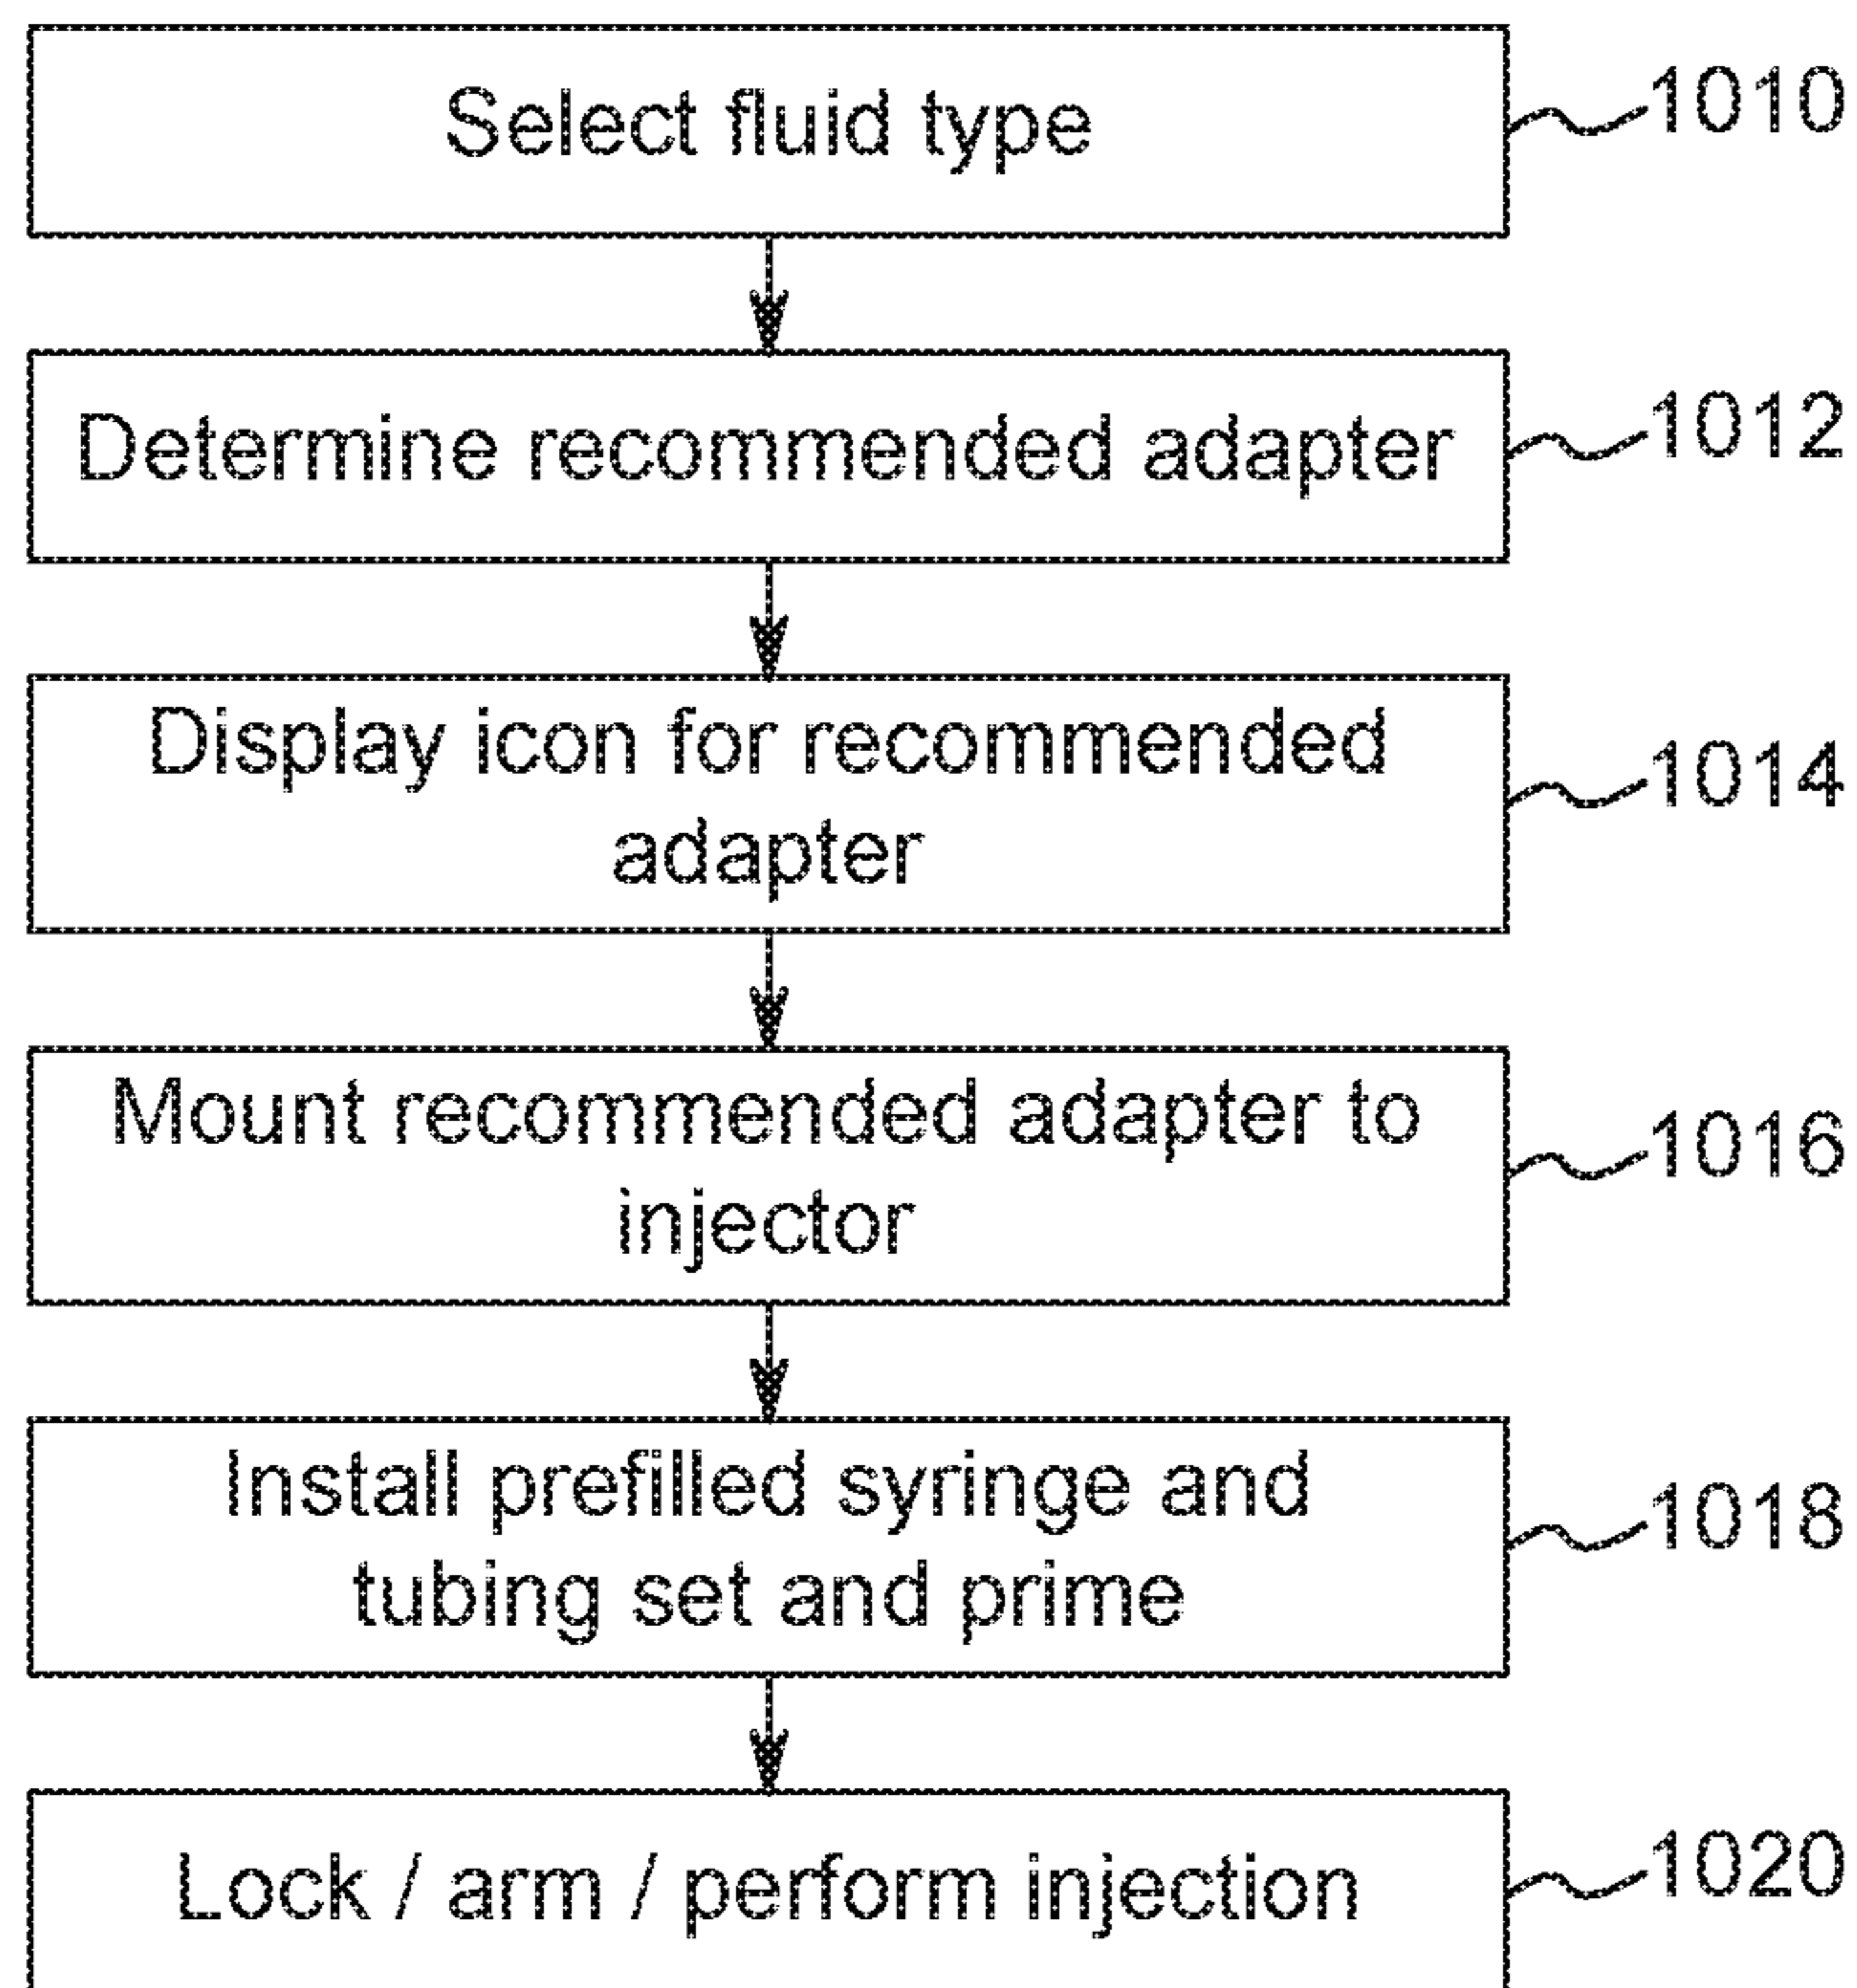 Select fluid type
1010
Determine recommended adapter
1012
Display icon for recommended
adapter
1014
Mount recommended adapter to
injector
1016
Install prefilled syringe and
tubing set and prime
1018
Lock / arm / perform injection
1020